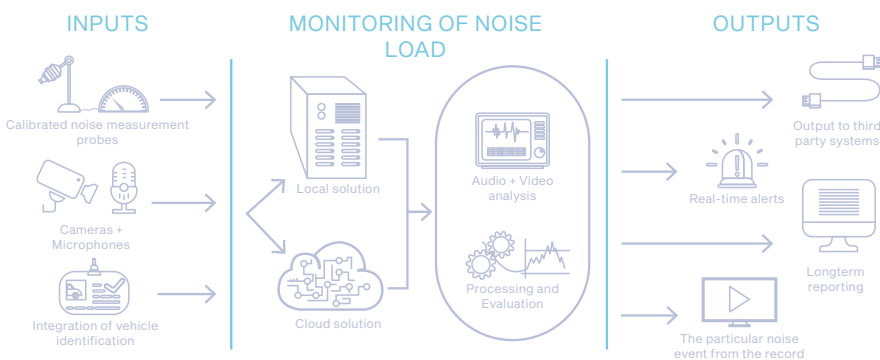 INPUTS
Calibrated noise measurement
probes
Cameras +
Microphones
Integration of vehicle
identification
MONITORING OF NOISE
LOAD
Local solution
Cloud solution
Audio + Video
analysis
Processing and
Evaluation
OUTPUTS
Output to third
party systems
Real-time alerts
Longterm
reporting
The particular noise
event from the record